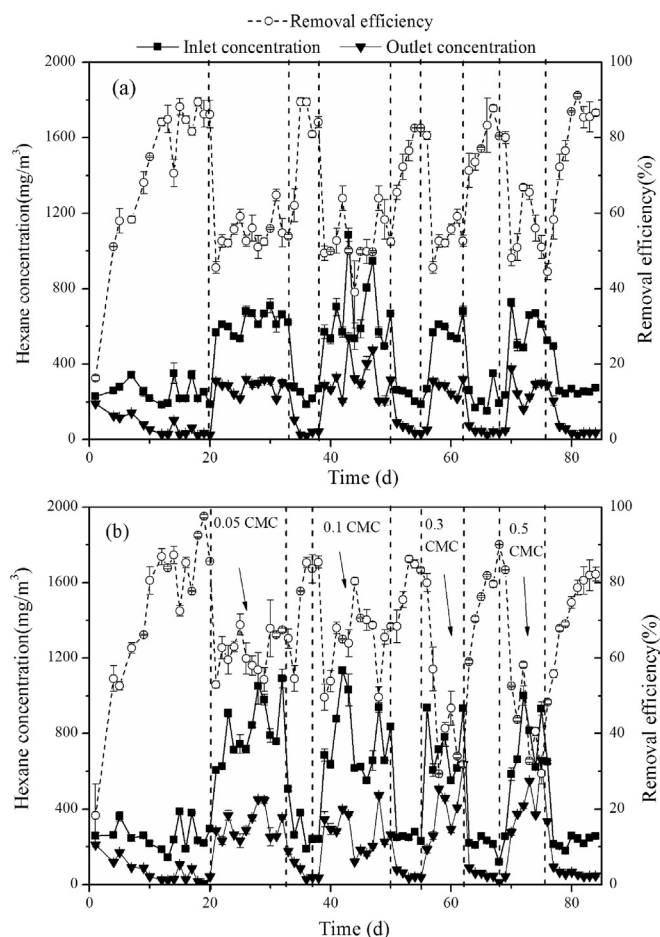 Removal efficiency
Inlet concentration Outlet concentration
(a)
Hexane concentration(mg/m³)
2000
1600
1200
800
400
0
Removal efficiency(%)
100
80
60
40
20
0
0 20 40 60 80
Time (d)
(b)
0.05 CMC
0.1 CMC
0.3
CMC
0.5
CMC
Hexane concentration(mg/m³)
2000
1600
1200
800
400
0
Removal efficiency(%)
100
80
60
40
20
0
0 20 40 60 80
Time (d)